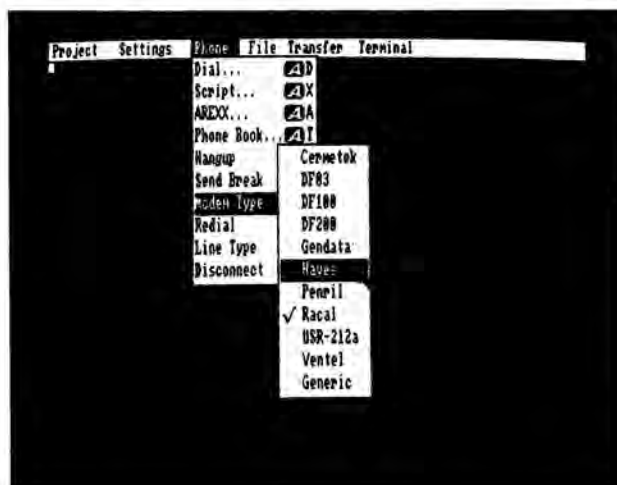 Project Settings Phone File Transfer Terminal
Dial... A D
Script... A X
AREXX... A A
Phone Book... A I
Hangup
Send Break
Modem Type
Redial
Line Type
Disconnect
Cermetek
DF03
DF100
DF200
Gendata
Hayes
Penril
✓ Racal
USR-212a
Ventel
Generic